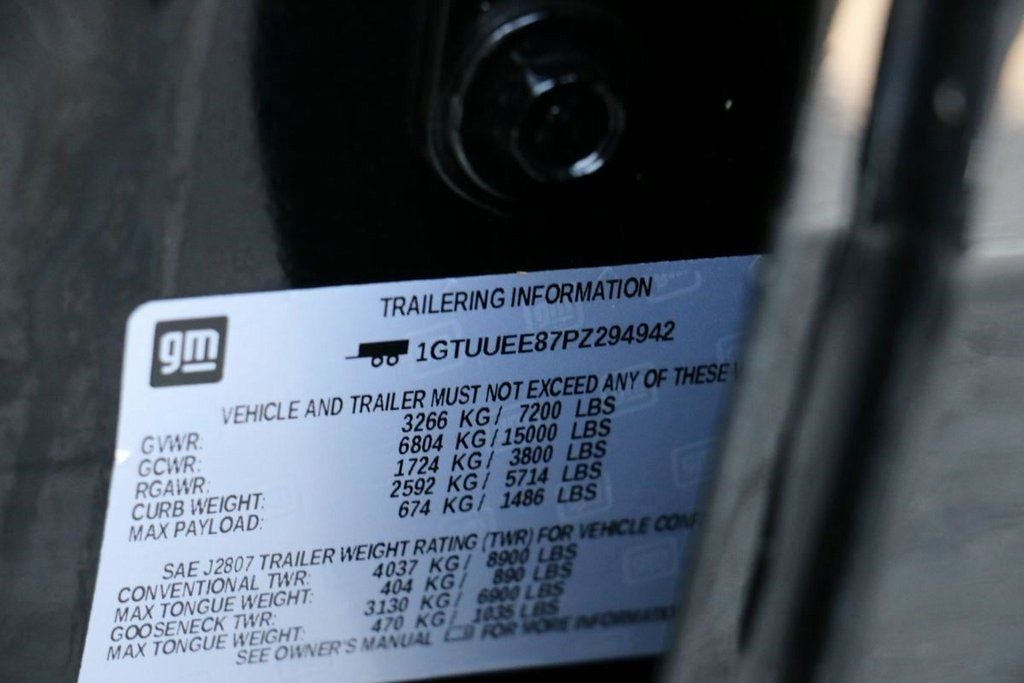 TRAILERING INFORMATION
gm
1GTUUEE87PZ294942
VEHICLE AND TRAILER MUST NOT EXCEED ANY OF THESE
GVWR: 3266 KG/ 7200 LBS
GCWR: 6804 KG/15000 LBS
RGAWR: 1724 KG/ 3800 LBS
CURB WEIGHT: 2592 KG/ 5714 LBS
MAX PAYLOAD: 674 KG/ 1486 LBS
SAE J2807 TRAILER WEIGHT RATING (TWR) FOR VEHICLE
CONVENTIONAL TWR: 4037 KG/ 8900 LBS
MAX TONGUE WEIGHT: 404 KG/ 890 LBS
GOOSENECK TWR: 3130 KG/ 6900 LBS
MAX TONGUE WEIGHT: 470 KG/ 1035 LBS
SEE OWNER'S MANUAL FOR MORE